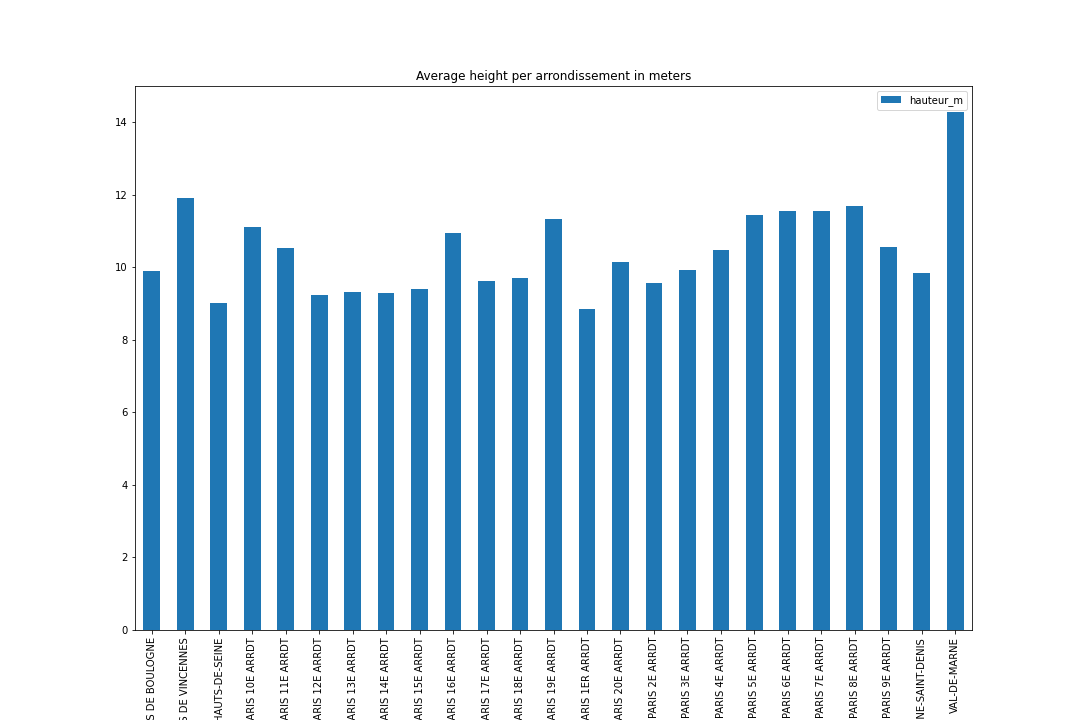 Average height per arrondissement in meters
hauteur_m
14
12
10
8
6
4
2
0
S DE BOULOGNE
S DE VINCENNES
HAUTS-DE-SEINE
ARIS 10E ARRDT
ARIS 11E ARRDT
ARIS 12E ARRDT
ARIS 13E ARRDT
ARIS 14E ARRDT
ARIS 15E ARRDT
ARIS 16E ARRDT
ARIS 17E ARRDT
ARIS 18E ARRDT
ARIS 19E ARRDT
ARIS 1ER ARRDT
ARIS 20E ARRDT
PARIS 2E ARRDT
PARIS 3E ARRDT
PARIS 4E ARRDT
PARIS 5E ARRDT
PARIS 6E ARRDT
PARIS 7E ARRDT
PARIS 8E ARRDT
PARIS 9E ARRDT
NE-SAINT-DENIS
VAL-DE-MARNE